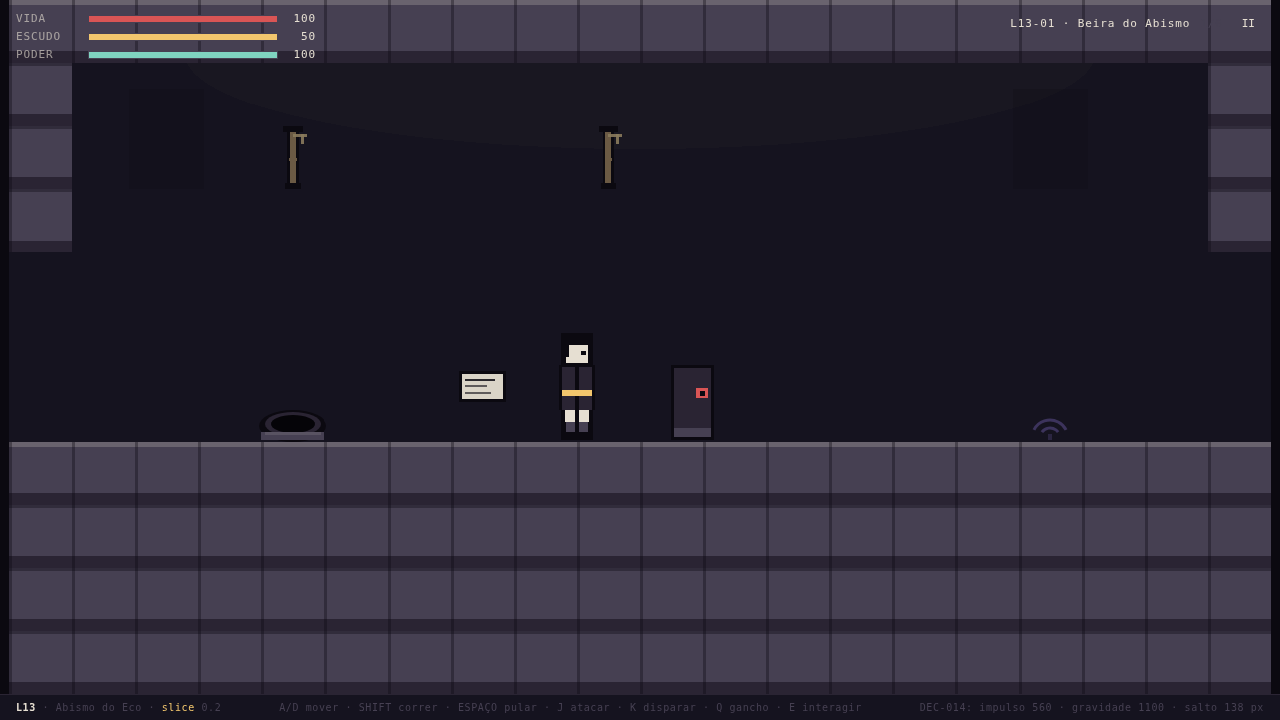 VIDA 100
ESCUDO 50
PODER 100
L13-01 · Beira do Abismo II
L13 · Abismo do Eco · slice 0.2
A/D mover · SHIFT correr · ESPAÇO pular · J atacar · K disparar · Q gancho · E interagir
DEC-014: impulso 560 · gravidade 1100 · salto 138 px